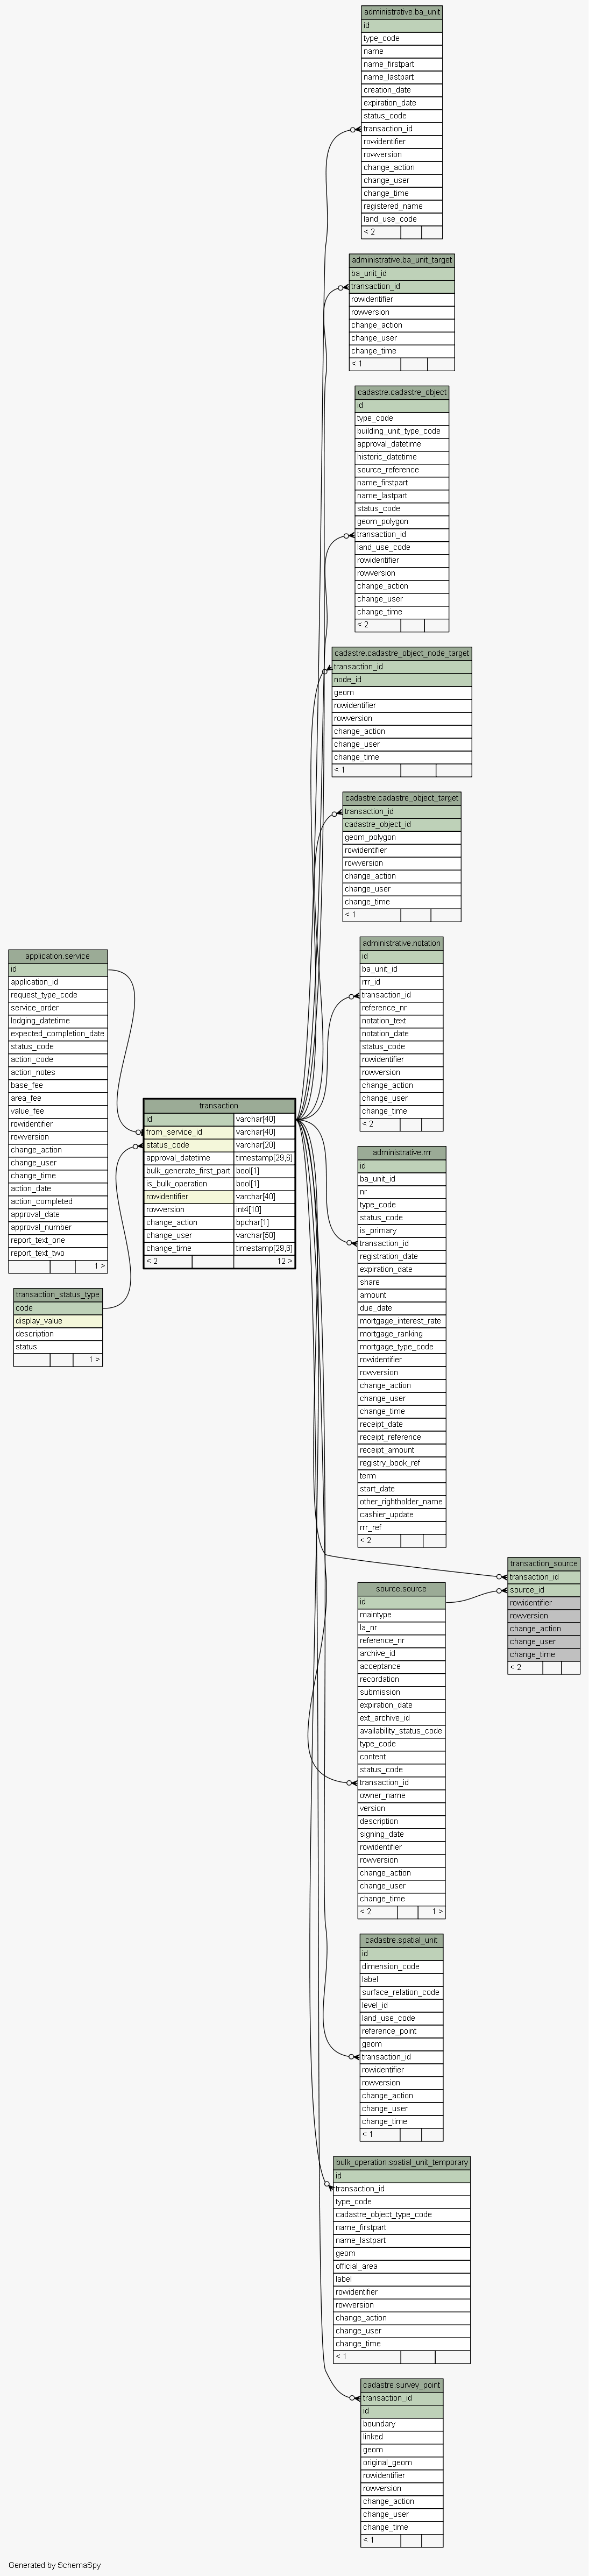 administrative.ba_unit
id
type_code
name
name_firstpart
name_lastpart
creation_date
expiration_date
status_code
transaction_id
rowidentifier
rowversion
change_action
change_user
change_time
registered_name
land_use_code
< 2
administrative.ba_unit_target
ba_unit_id
transaction_id
rowidentifier
rowversion
change_action
change_user
change_time
< 1
cadastre.cadastre_object
id
type_code
building_unit_type_code
approval_datetime
historic_datetime
source_reference
name_firstpart
name_lastpart
status_code
geom_polygon
transaction_id
land_use_code
rowidentifier
rowversion
change_action
change_user
change_time
< 2
cadastre.cadastre_object_node_target
transaction_id
node_id
geom
rowidentifier
rowversion
change_action
change_user
change_time
< 1
cadastre.cadastre_object_target
transaction_id
cadastre_object_id
geom_polygon
rowidentifier
rowversion
change_action
change_user
change_time
< 1
application.service
id
application_id
request_type_code
service_order
lodging_datetime
expected_completion_date
status_code
action_code
action_notes
base_fee
area_fee
value_fee
rowidentifier
rowversion
change_action
change_user
change_time
action_date
action_completed
approval_date
approval_number
report_text_one
report_text_two
1 >
transaction_status_type
code
display_value
description
status
1 >
transaction
id varchar[40]
from_service_id varchar[40]
status_code varchar[20]
approval_datetime timestamp[29,6]
bulk_generate_first_part bool[1]
is_bulk_operation bool[1]
rowidentifier varchar[40]
rowversion int4[10]
change_action bpchar[1]
change_user varchar[50]
change_time timestamp[29,6]
< 2 12 >
administrative.notation
id
ba_unit_id
rrr_id
transaction_id
reference_nr
notation_text
notation_date
status_code
rowidentifier
rowversion
change_action
change_user
change_time
< 2
administrative.rrr
id
ba_unit_id
nr
type_code
status_code
is_primary
transaction_id
registration_date
expiration_date
share
amount
due_date
mortgage_interest_rate
mortgage_ranking
mortgage_type_code
rowidentifier
rowversion
change_action
change_user
change_time
receipt_date
receipt_reference
receipt_amount
registry_book_ref
term
start_date
other_rightholder_name
cashier_update
rrr_ref
< 2
transaction_source
transaction_id
source_id
rowidentifier
rowversion
change_action
change_user
change_time
< 2
source.source
id
maintype
la_nr
reference_nr
archive_id
acceptance
recordation
submission
expiration_date
ext_archive_id
availability_status_code
type_code
content
status_code
transaction_id
owner_name
version
description
signing_date
rowidentifier
rowversion
change_action
change_user
change_time
< 2 1 >
cadastre.spatial_unit
id
dimension_code
label
surface_relation_code
level_id
land_use_code
reference_point
geom
transaction_id
rowidentifier
rowversion
change_action
change_user
change_time
< 1
bulk_operation.spatial_unit_temporary
id
transaction_id
type_code
cadastre_object_type_code
name_firstpart
name_lastpart
geom
official_area
label
rowidentifier
rowversion
change_action
change_user
change_time
< 1
cadastre.survey_point
transaction_id
id
boundary
linked
geom
original_geom
rowidentifier
rowversion
change_action
change_user
change_time
< 1
Generated by SchemaSpy